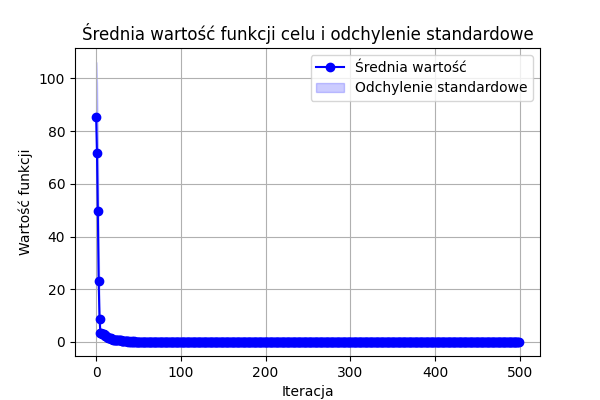 Średnia wartość funkcji celu i odchylenie standardowe
Średnia wartość
Odchylenie standardowe
Wartość funkcji
100
80
60
40
20
0
0 100 200 300 400 500
Iteracja